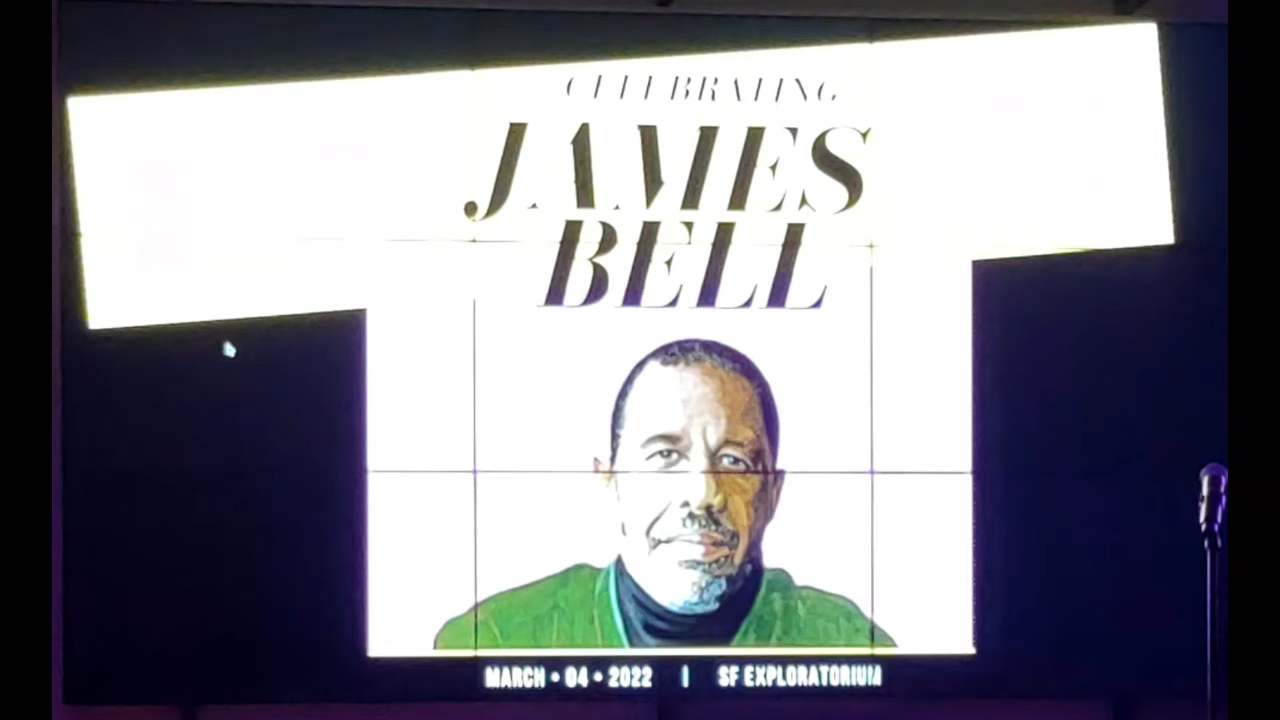 CELEBRATING
JAMES
BELL
MARCH • 04 • 2022 | SF EXPLORATORIUM